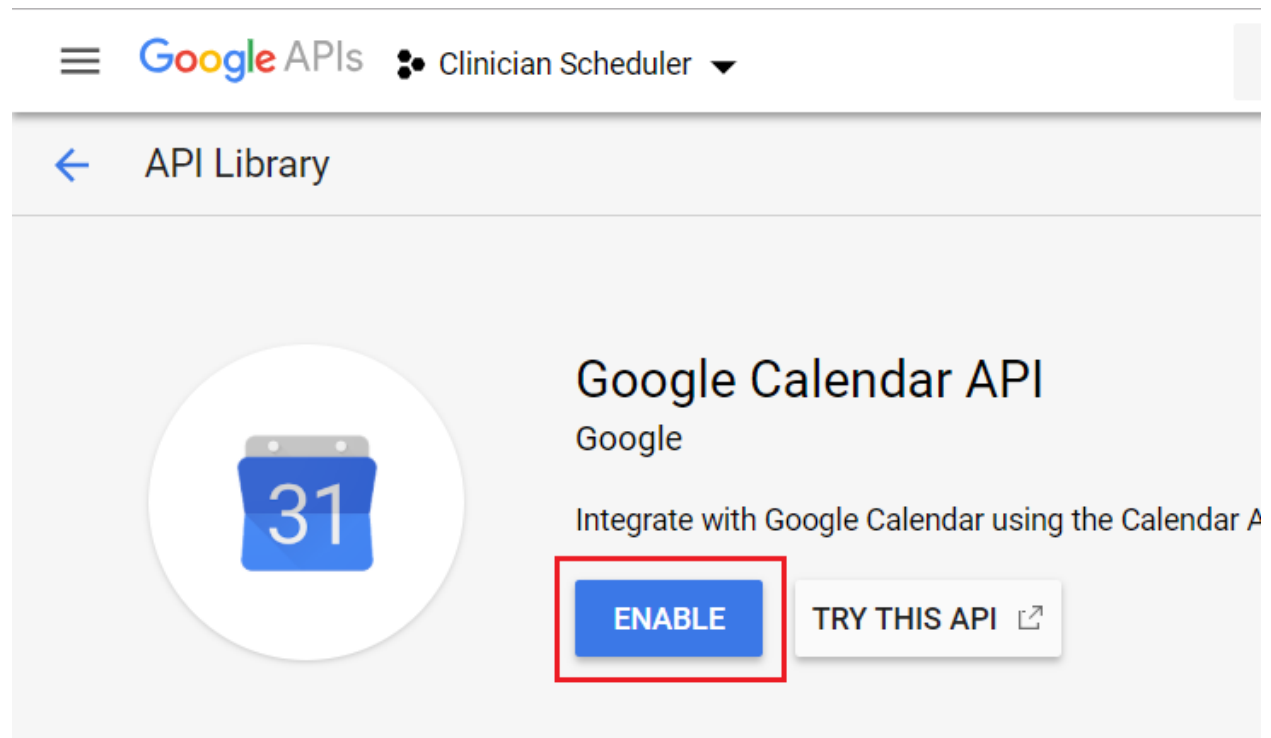 Google APIs Clinician Scheduler
API Library
Google Calendar API
Google
31
Integrate with Google Calendar using the Calendar A
ENABLE TRY THIS API